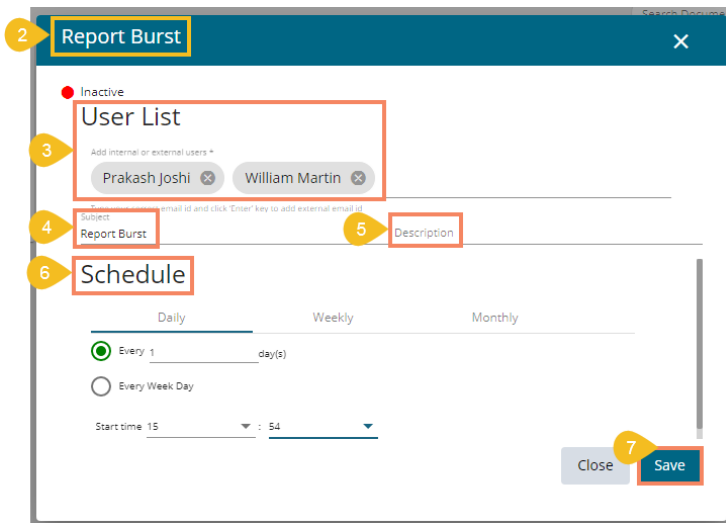 Search Docume
2 Report Burst
Inactive
User List
3
Add internal or external users *
Prakash Joshi William Martin
email id and click 'Enter' key to add external email id
Subject
4 Report Burst 5 Description
6 Schedule
Daily Weekly Monthly
Every 1 day(s)
Every Week Day
Start time 15 : 54
7
Close Save